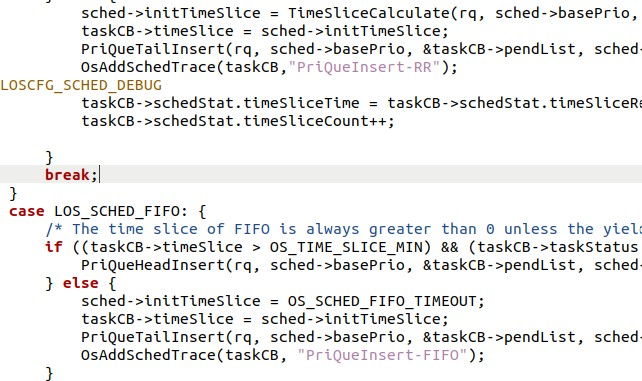 sched->initTimeSlice = TimeSliceCalculate(rq, sched->basePrio,
taskCB->timeSlice = sched->initTimeSlice;
PriQueTailInsert(rq, sched->basePrio, &taskCB->pendList, sched-
OsAddSchedTrace(taskCB,"PriQueInsert-RR");
LOSCFG_SCHED_DEBUG
taskCB->schedStat.timeSliceTime = taskCB->schedStat.timeSliceRe
taskCB->schedStat.timeSliceCount++;
}
break;
}
case LOS_SCHED_FIFO: {
/* The time slice of FIFO is always greater than 0 unless the yield
if ((taskCB->timeSlice > OS_TIME_SLICE_MIN) && (taskCB->taskStatus
PriQueHeadInsert(rq, sched->basePrio, &taskCB->pendList, sched-
} else {
sched->initTimeSlice = OS_SCHED_FIFO_TIMEOUT;
taskCB->timeSlice = sched->initTimeSlice;
PriQueTailInsert(rq, sched->basePrio, &taskCB->pendList, sched-
OsAddSchedTrace(taskCB, "PriQueInsert-FIFO");
}